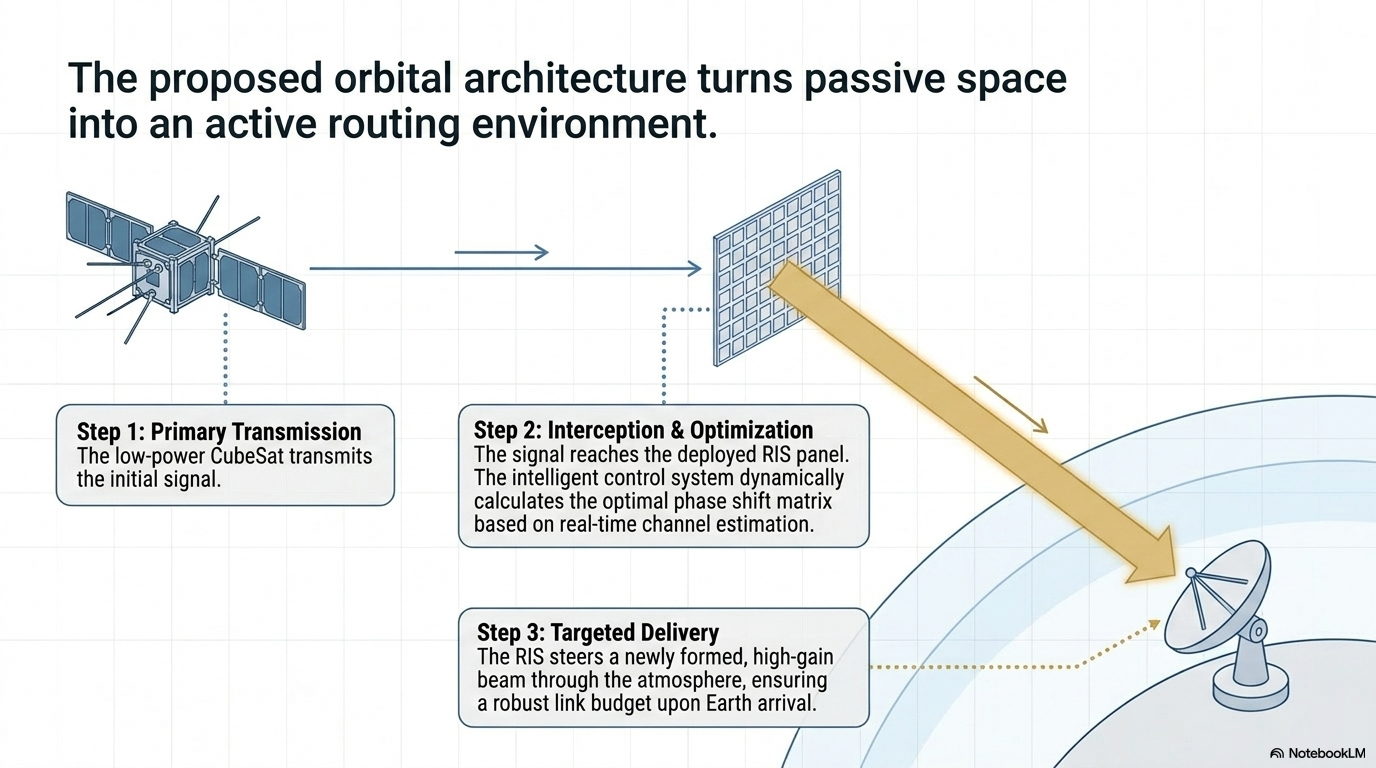 The proposed orbital architecture turns passive space
into an active routing environment.
Step 1: Primary Transmission
The low-power CubeSat transmits
the initial signal.
Step 2: Interception & Optimization
The signal reaches the deployed RIS panel.
The intelligent control system dynamically
calculates the optimal phase shift matrix
based on real-time channel estimation.
Step 3: Targeted Delivery
The RIS steers a newly formed, high-gain
beam through the atmosphere, ensuring
a robust link budget upon Earth arrival.
NotebookLM